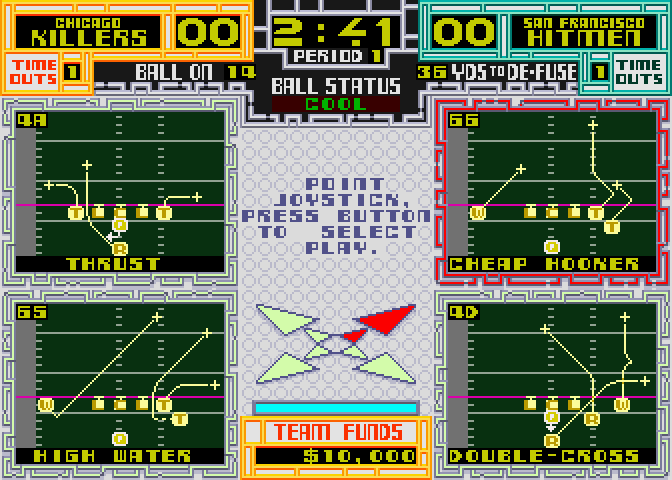 CHICAGO
KILLERS
00
2:41
00
SAN FRANCISCO
HITMEN
TIME
OUTS
1
BALL ON 14
PERIOD 1
36 YDS TO DE-FUSE
1
TIME
OUTS
BALL STATUS
COOL
4A
T C T
Q
R
THRUST
66
W C T
T
Q
CHEAP HOOKER
POINT
JOYSTICK,
PRESS BUTTON
TO SELECT
PLAY.
65
W C T
T
Q
HIGH WATER
4D
C W
Q R
R
DOUBLE-CROSS
TEAM FUNDS
$10,000